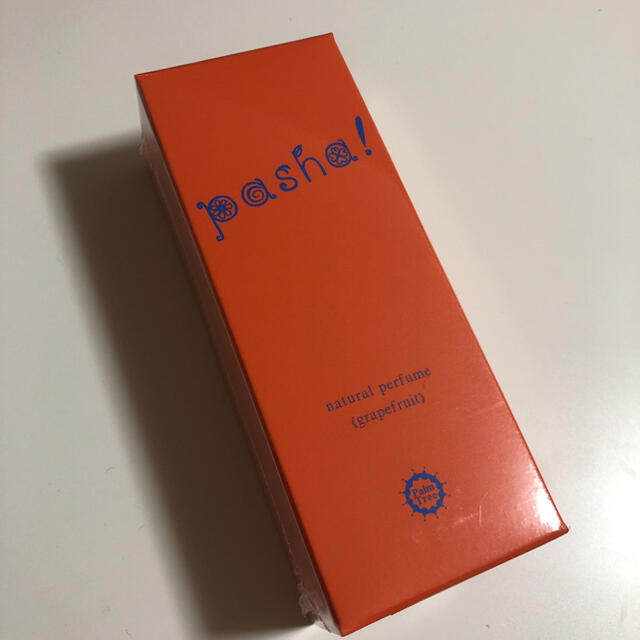 pasha!
natural perfume
(grapefruit)
Palm
Tree